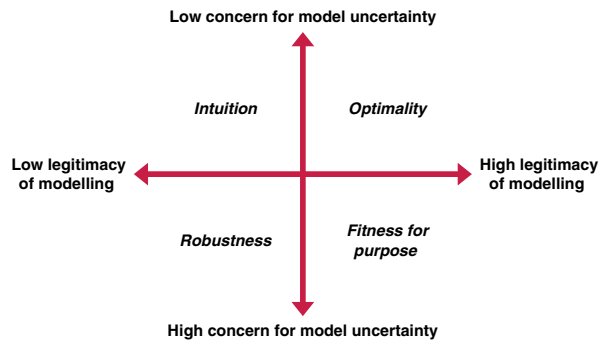 Low concern for model uncertainty
Intuition
Optimality
Low legitimacy
of modelling
High legitimacy
of modelling
Robustness
Fitness for
purpose
High concern for model uncertainty